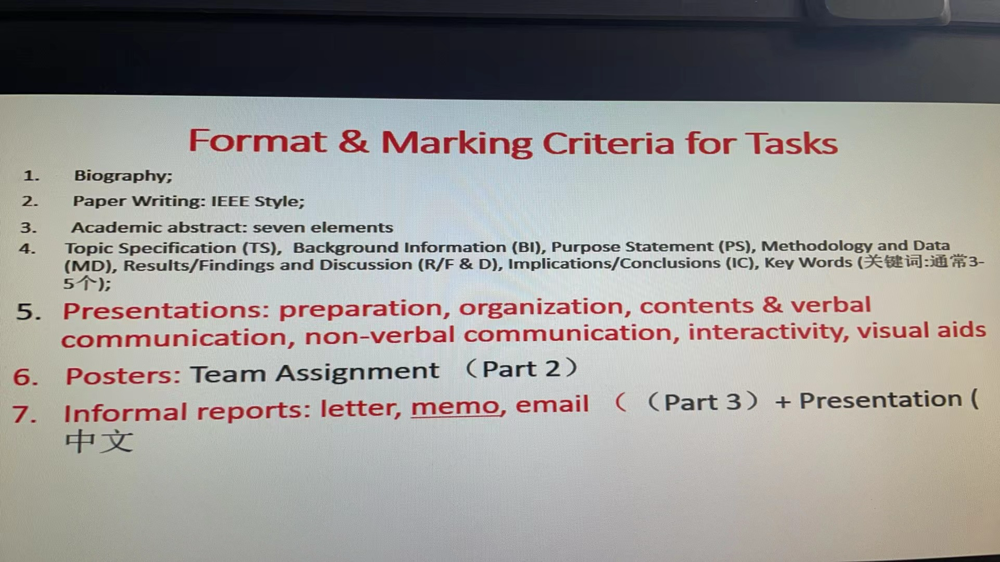 Format & Marking Criteria for Tasks
1. Biography;
2. Paper Writing: IEEE Style;
3. Academic abstract: seven elements
4. Topic Specification (TS), Background Information (BI), Purpose Statement (PS), Methodology and Data
(MD), Results/Findings and Discussion (R/F & D), Implications/Conclusions (IC), Key Words (关键词:通常3-
5个);
5. Presentations: preparation, organization, contents & verbal
communication, non-verbal communication, interactivity, visual aids
6. Posters: Team Assignment （Part 2）
7. Informal reports: letter, memo, email （ （Part 3） + Presentation (
中文